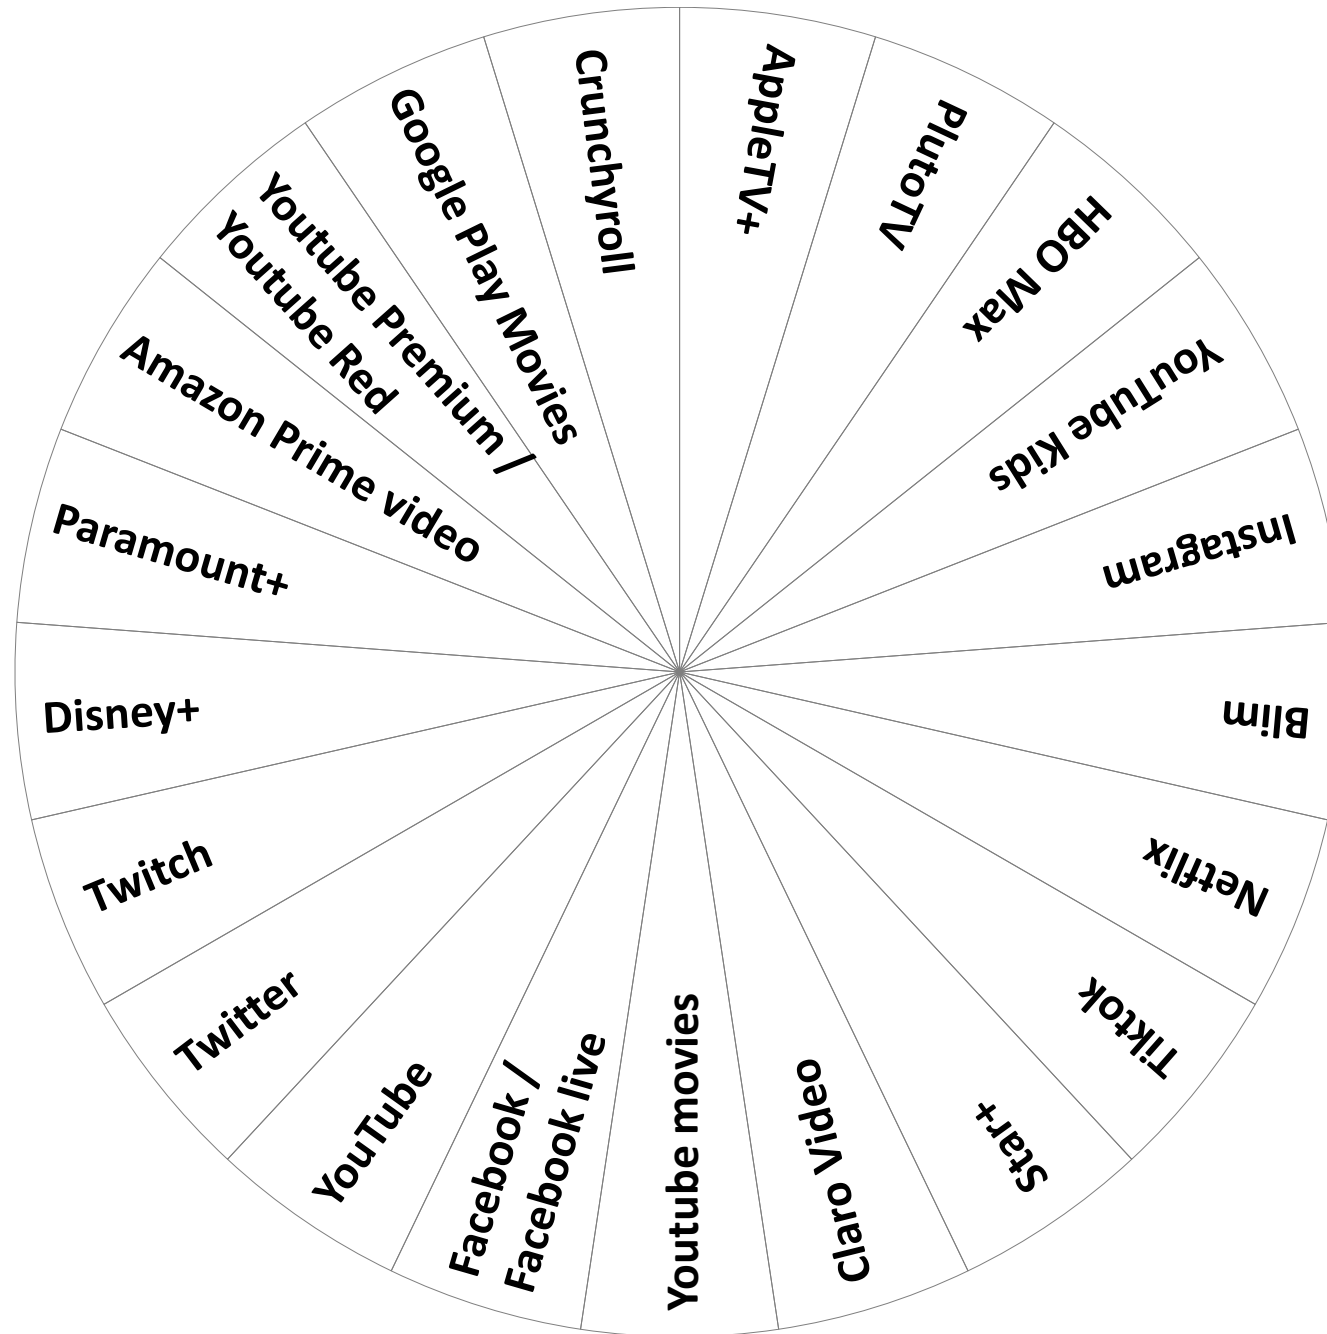 AppleTV+
PlutoTV
HBO Max
YouTube Kids
Instagram
Blim
Netflix
Tiktok
Star+
Claro Video
Youtube movies
Facebook /
Facebook live
YouTube
Twitter
Twitch
Disney+
Paramount+
Amazon Prime video
Youtube Premium /
Youtube Red
Google Play Movies
Crunchyroll